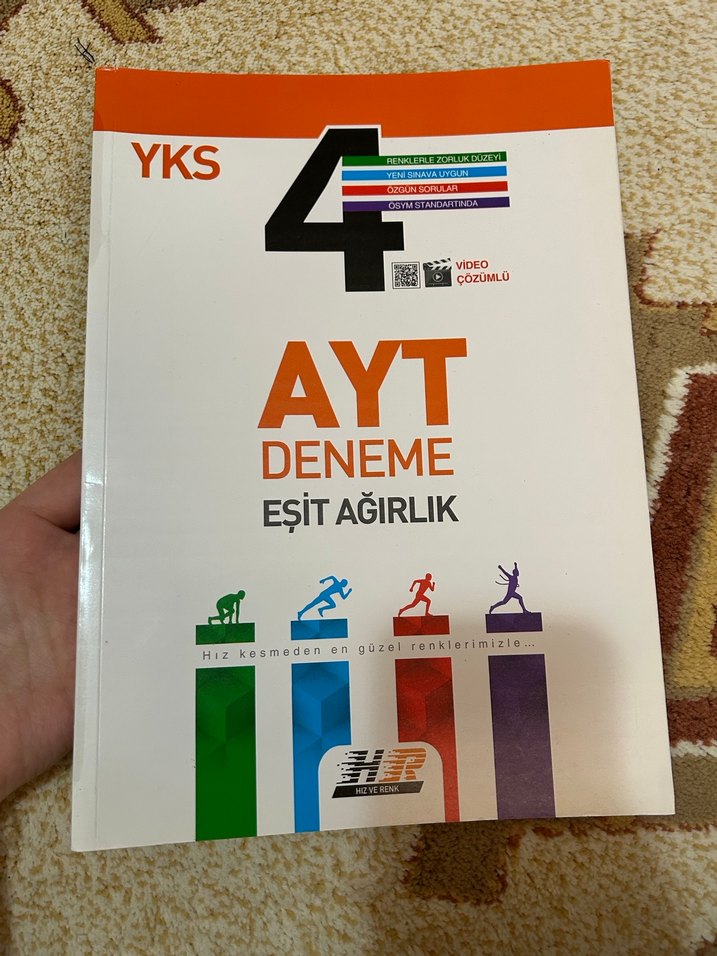 YKS
4
RENKLERLE ZORLUK DÜZEYİ
YENİ SINAVA UYGUN
ÖZGÜN SORULAR
ÖSYM STANDARTINDA
VİDEO
ÇÖZÜMLÜ
AYT
DENEME
EŞİT AĞIRLIK
Hız kesmeden en güzel renklerimizle...
HR
HIZ VE RENK